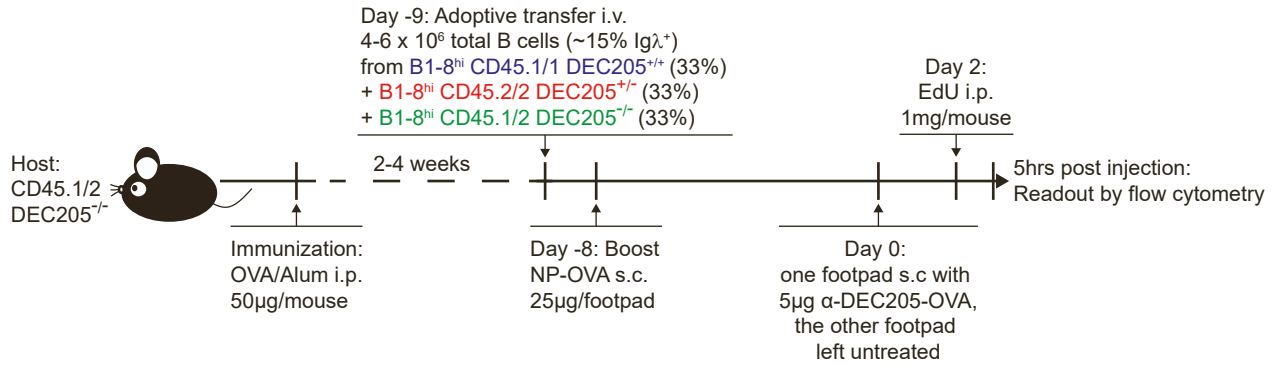 Day -9: Adoptive transfer i.v.
4-6 x 10⁶ total B cells (~15% Igλ⁺)
from B1-8ʰⁱ CD45.1/1 DEC205⁺/⁺ (33%)
+ B1-8ʰⁱ CD45.2/2 DEC205⁺/⁻ (33%)
+ B1-8ʰⁱ CD45.1/2 DEC205⁻/⁻ (33%)
Day 2:
EdU i.p.
1mg/mouse
Host:
CD45.1/2
DEC205⁻/⁻
2-4 weeks
5hrs post injection:
Readout by flow cytometry
Immunization:
OVA/Alum i.p.
50µg/mouse
Day -8: Boost
NP-OVA s.c.
25µg/footpad
Day 0:
one footpad s.c with
5µg α-DEC205-OVA,
the other footpad
left untreated